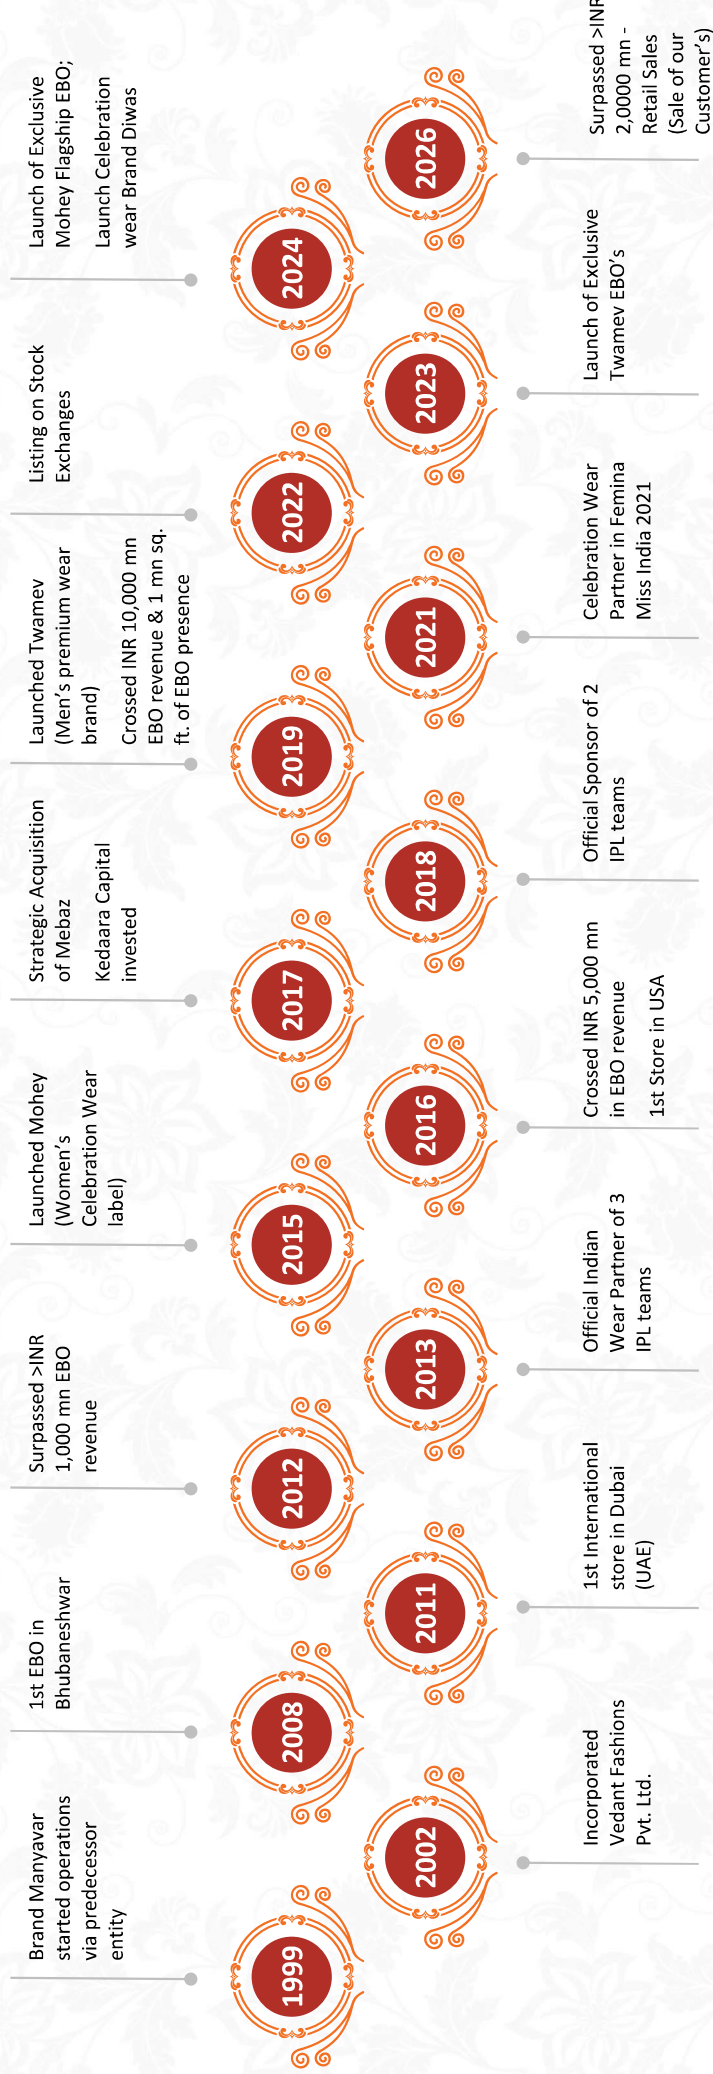 1999
Brand Manyavar
started operations
via predecessor
entity
2002
Incorporated
Vedant Fashions
Pvt. Ltd.
2008
1st EBO in
Bhubaneshwar
2011
1st International
store in Dubai
(UAE)
2012
Surpassed >INR
1,000 mn EBO
revenue
2013
Official Indian
Wear Partner of 3
IPL teams
2015
Launched Mohey
(Women's
Celebration Wear
label)
2016
Crossed INR 5,000 mn
in EBO revenue
1st Store in USA
2017
Strategic Acquisition
of Mebaz
Kedaara Capital
invested
2018
Official Sponsor of 2
IPL teams
2019
Launched Twamev
(Men's premium wear
brand)
Crossed INR 10,000 mn
EBO revenue & 1 mn sq.
ft. of EBO presence
2021
Celebration Wear
Partner in Femina
Miss India 2021
2022
Listing on Stock
Exchanges
2023
Launch of Exclusive
Twamev EBO's
2024
Launch of Exclusive
Mohey Flagship EBO;
Launch Celebration
wear Brand Diwas
2026
Surpassed >INR
2,0000 mn -
Retail Sales
(Sale of our
Customer's)